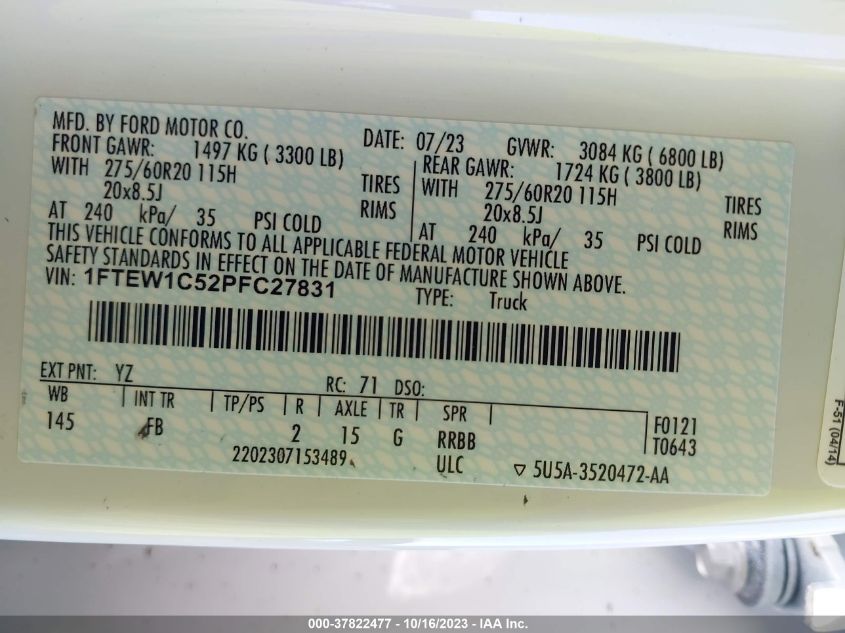 MFD. BY FORD MOTOR CO. DATE: 07/23 GVWR: 3084 KG ( 6800 LB)
FRONT GAWR: 1497 KG ( 3300 LB) REAR GAWR: 1724 KG ( 3800 LB)
WITH 275/60R20 115H TIRES WITH 275/60R20 115H TIRES
20x8.5J RIMS 20x8.5J RIMS
AT 240 kPa/ 35 PSI COLD AT 240 kPa/ 35 PSI COLD
THIS VEHICLE CONFORMS TO ALL APPLICABLE FEDERAL MOTOR VEHICLE
SAFETY STANDARDS IN EFFECT ON THE DATE OF MANUFACTURE SHOWN ABOVE.
VIN: 1FTEW1C52PFC27831 TYPE: Truck
EXT PNT: YZ RC: 71 DSO:
WB INT TR TP/PS R AXLE TR SPR
145 FB 2 15 G RRBB F0121
T0643
2202307153489 ULC ▽ 5U5A-3520472-AA
F-51 (04/14)
000-37822477 - 10/16/2023 - IAA Inc.